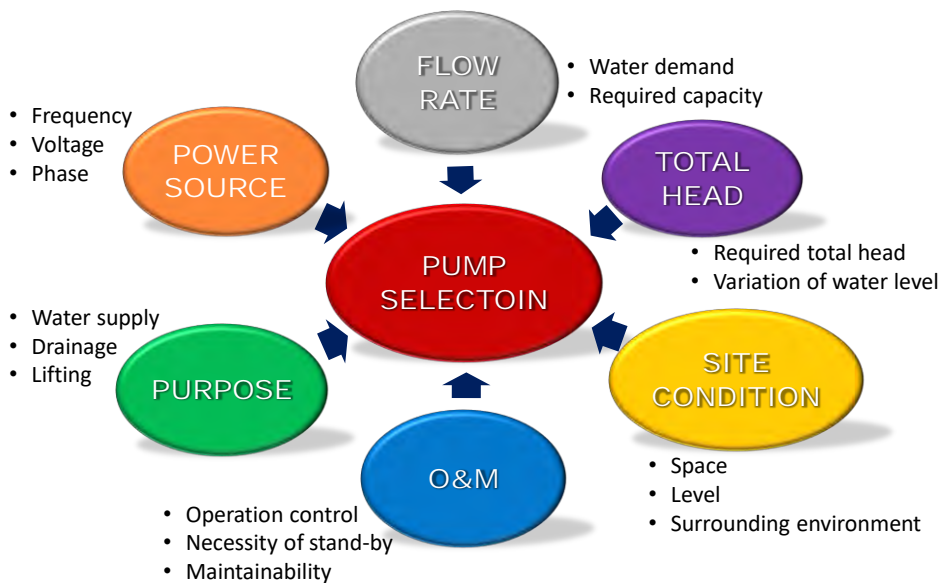 FLOW
RATE
• Water demand
• Required capacity
• Frequency
• Voltage
• Phase
POWER
SOURCE
TOTAL
HEAD
• Required total head
• Variation of water level
PUMP
SELECTOIN
• Water supply
• Drainage
• Lifting
PURPOSE
SITE
CONDITION
• Space
• Level
• Surrounding environment
O&M
• Operation control
• Necessity of stand-by
• Maintainability